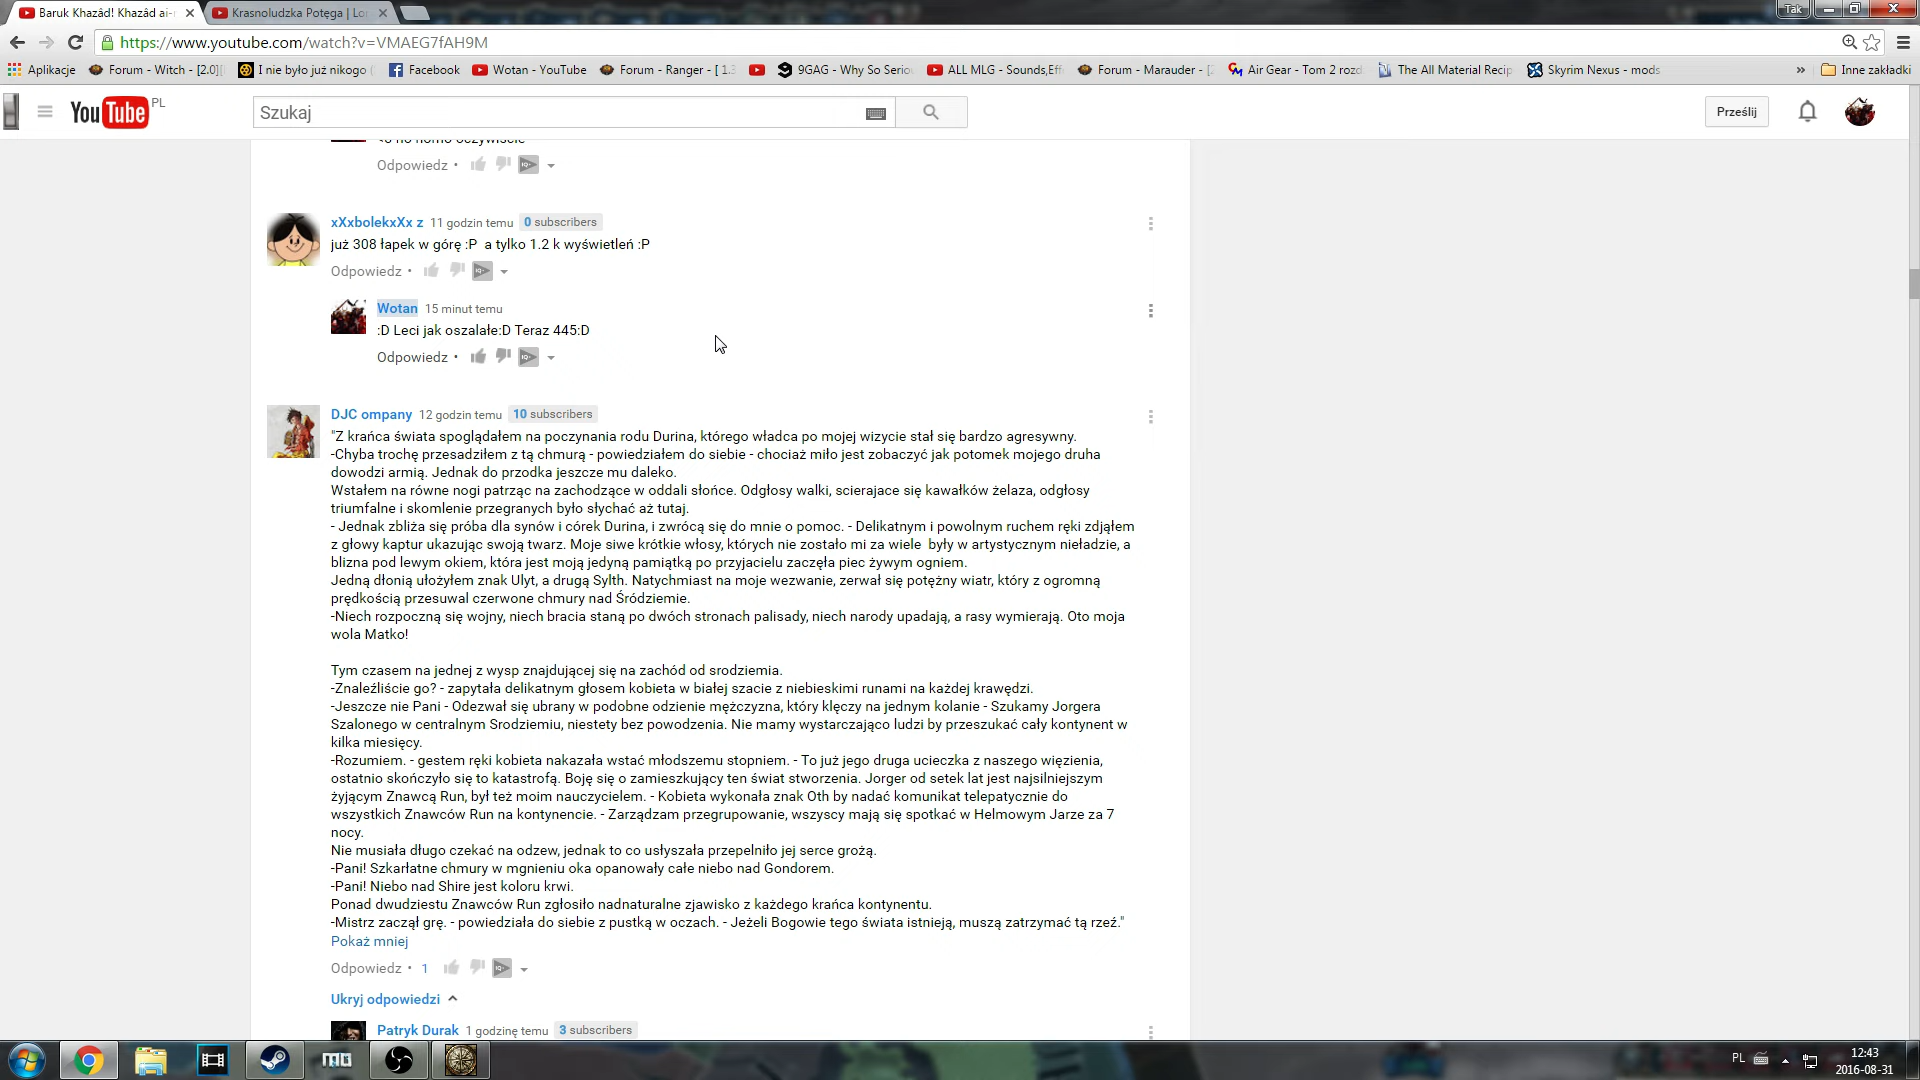 Baruk Khazâd! Khazâd ai-
Krasnoludzka Potęga | Lo
Tak
https://www.youtube.com/watch?v=VMAEG7fAH9M
Aplikacje
Forum - Witch - [2.0][
I nie było już nikogo
Facebook
Wotan - YouTube
Forum - Ranger - [ 1.3
9GAG - Why So Seriou
ALL MLG - Sounds,Eff
Forum - Marauder - [2
Air Gear - Tom 2 rozd
The All Material Recip
Skyrim Nexus - mods
»
Inne zakładki
YouTube PL
Szukaj
Prześlij
<3 no homo oczywiście
Odpowiedz •
xXxbolekxXx z 11 godzin temu 0 subscribers
już 308 łapek w górę :P a tylko 1.2 k wyświetleń :P
Odpowiedz •
Wotan 15 minut temu
:D Leci jak oszalałe:D Teraz 445:D
Odpowiedz •
DJC ompany 12 godzin temu 10 subscribers
"Z krańca świata spoglądałem na poczynania rodu Durina, którego władca po mojej wizycie stał się bardzo agresywny.
-Chyba trochę przesadziłem z tą chmurą - powiedziałem do siebie - chociaż miło jest zobaczyć jak potomek mojego druha
dowodzi armią. Jednak do przodka jeszcze mu daleko.
Wstałem na równe nogi patrząc na zachodzące w oddali słońce. Odgłosy walki, scierajace się kawałków żelaza, odgłosy
triumfalne i skomlenie przegranych było słychać aż tutaj.
- Jednak zbliża się próba dla synów i córek Durina, i zwrócą się do mnie o pomoc. - Delikatnym i powolnym ruchem ręki zdjąłem
z głowy kaptur ukazując swoją twarz. Moje siwe krótkie włosy, których nie zostało mi za wiele były w artystycznym nieładzie, a
blizna pod lewym okiem, która jest moją jedyną pamiątką po przyjacielu zaczęła piec żywym ogniem.
Jedną dłonią ułożyłem znak Ulyt, a drugą Sylth. Natychmiast na moje wezwanie, zerwał się potężny wiatr, który z ogromną
prędkością przesuwal czerwone chmury nad Śródziemie.
-Niech rozpoczną się wojny, niech bracia staną po dwóch stronach palisady, niech narody upadają, a rasy wymierają. Oto moja
wola Matko!
Tym czasem na jednej z wysp znajdującej się na zachód od srodziemia.
-Znaleźliście go? - zapytała delikatnym głosem kobieta w białej szacie z niebieskimi runami na każdej krawędzi.
-Jeszcze nie Pani - Odezwał się ubrany w podobne odzienie mężczyzna, który klęczy na jednym kolanie - Szukamy Jorgera
Szalonego w centralnym Srodziemiu, niestety bez powodzenia. Nie mamy wystarczająco ludzi by przeszukać cały kontynent w
kilka miesięcy.
-Rozumiem. - gestem ręki kobieta nakazała wstać młodszemu stopniem. - To już jego druga ucieczka z naszego więzienia,
ostatnio skończyło się to katastrofą. Boję się o zamieszkujący ten świat stworzenia. Jorger od setek lat jest najsilniejszym
żyjącym Znawcą Run, był też moim nauczycielem. - Kobieta wykonała znak Oth by nadać komunikat telepatycznie do
wszystkich Znawców Run na kontynencie. - Zarządzam przegrupowanie, wszyscy mają się spotkać w Helmowym Jarze za 7
nocy.
Nie musiała długo czekać na odzew, jednak to co usłyszała przepelniło jej serce grożą.
-Pani! Szkarłatne chmury w mgnieniu oka opanowały całe niebo nad Gondorem.
-Pani! Niebo nad Shire jest koloru krwi.
Ponad dwudziestu Znawców Run zgłosiło nadnaturalne zjawisko z każdego krańca kontynentu.
-Mistrz zaczął grę. - powiedziała do siebie z pustką w oczach. - Jeżeli Bogowie tego świata istnieją, muszą zatrzymać tą rzeź."
Pokaż mniej
Odpowiedz • 1
Ukryj odpowiedzi
Patryk Durak 1 godzinę temu 3 subscribers
PL
12:43
2016-08-31